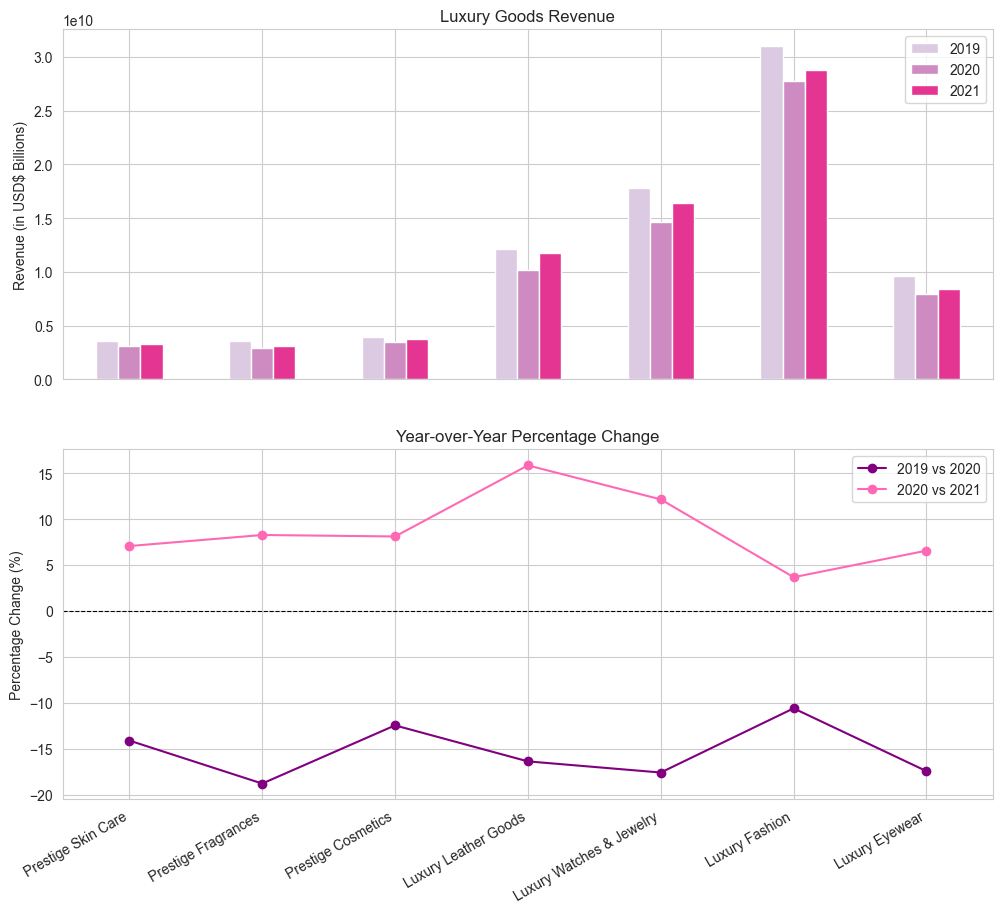 Luxury Goods Revenue
1e10
3.0
2.5
2.0
1.5
1.0
0.5
0.0
Revenue (in USD$ Billions)
2019
2020
2021
Year-over-Year Percentage Change
15
10
5
0
−5
−10
−15
−20
Percentage Change (%)
2019 vs 2020
2020 vs 2021
Prestige Skin Care
Prestige Fragrances
Prestige Cosmetics
Luxury Leather Goods
Luxury Watches & Jewelry
Luxury Fashion
Luxury Eyewear